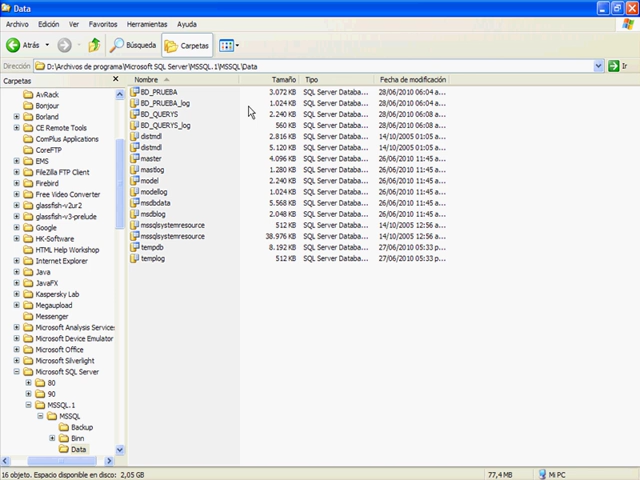 Data
Archivo Edición Ver Favoritos Herramientas Ayuda
Atrás Búsqueda Carpetas
Dirección D:\Archivos de programa\Microsoft SQL Server\MSSQL.1\MSSQL\Data Ir
Carpetas
AvRack
Bonjour
Borland
CE Remote Tools
ComPlus Applications
CoreFTP
EMS
FileZilla FTP Client
Firebird
Free Video Converter
glassfish-v2ur2
glassfish-v3-prelude
Google
HK-Software
HTML Help Workshop
Internet Explorer
Java
JavaFX
Kaspersky Lab
Megaupload
Messenger
Microsoft Analysis Services
Microsoft Device Emulator
Microsoft Office
Microsoft Silverlight
Microsoft SQL Server
80
90
MSSQL.1
MSSQL
Backup
Binn
Data
Nombre Tamaño Tipo Fecha de modificación
BD_PRUEBA 3.072 KB SQL Server Databa... 28/06/2010 06:04 a...
BD_PRUEBA_log 1.024 KB SQL Server Databa... 28/06/2010 06:04 a...
BD_QUERYS 2.240 KB SQL Server Databa... 28/06/2010 06:08 a...
BD_QUERYS_log 560 KB SQL Server Databa... 28/06/2010 06:08 a...
distmdl 2.816 KB SQL Server Databa... 14/10/2005 01:05 a...
distmdl 5.120 KB SQL Server Databa... 14/10/2005 01:05 a...
master 4.096 KB SQL Server Databa... 26/06/2010 11:45 a...
mastlog 1.280 KB SQL Server Databa... 26/06/2010 11:45 a...
model 2.240 KB SQL Server Databa... 26/06/2010 11:45 a...
modellog 1.024 KB SQL Server Databa... 26/06/2010 11:45 a...
msdbdata 5.568 KB SQL Server Databa... 26/06/2010 11:45 a...
msdblog 2.048 KB SQL Server Databa... 26/06/2010 11:45 a...
mssqlsystemresource 512 KB SQL Server Databa... 14/10/2005 12:56 a...
mssqlsystemresource 38.976 KB SQL Server Databa... 14/10/2005 12:56 a...
tempdb 8.192 KB SQL Server Databa... 27/06/2010 05:33 p...
templog 512 KB SQL Server Databa... 27/06/2010 05:33 p...
16 objeto. Espacio disponible en disco: 2,05 GB 77,4 MB Mi PC